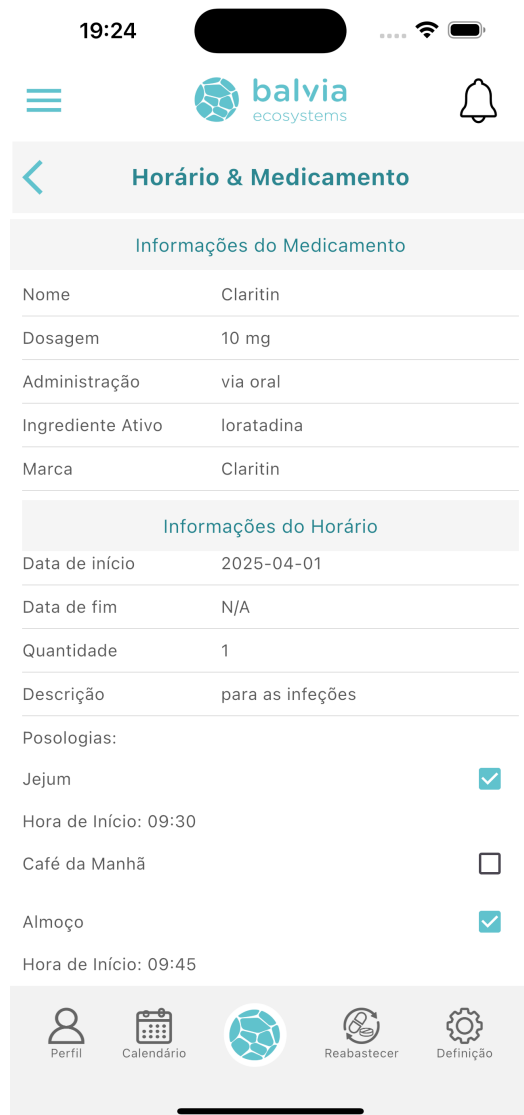 19:24
balvia
ecosystems
Horário & Medicamento
Informações do Medicamento
Nome Claritin
Dosagem 10 mg
Administração via oral
Ingrediente Ativo loratadina
Marca Claritin
Informações do Horário
Data de início 2025-04-01
Data de fim N/A
Quantidade 1
Descrição para as infeções
Posologias:
Jejum
Hora de Início: 09:30
Café da Manhã
Almoço
Hora de Início: 09:45
Perfil Calendário Reabastecer Definição